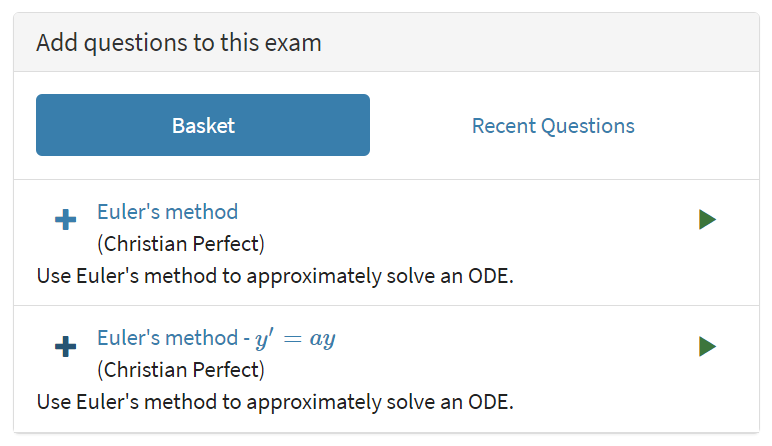 Add questions to this exam
Basket
Recent Questions
Euler's method
(Christian Perfect)
Use Euler's method to approximately solve an ODE.
Euler's method - y′ = ay
(Christian Perfect)
Use Euler's method to approximately solve an ODE.